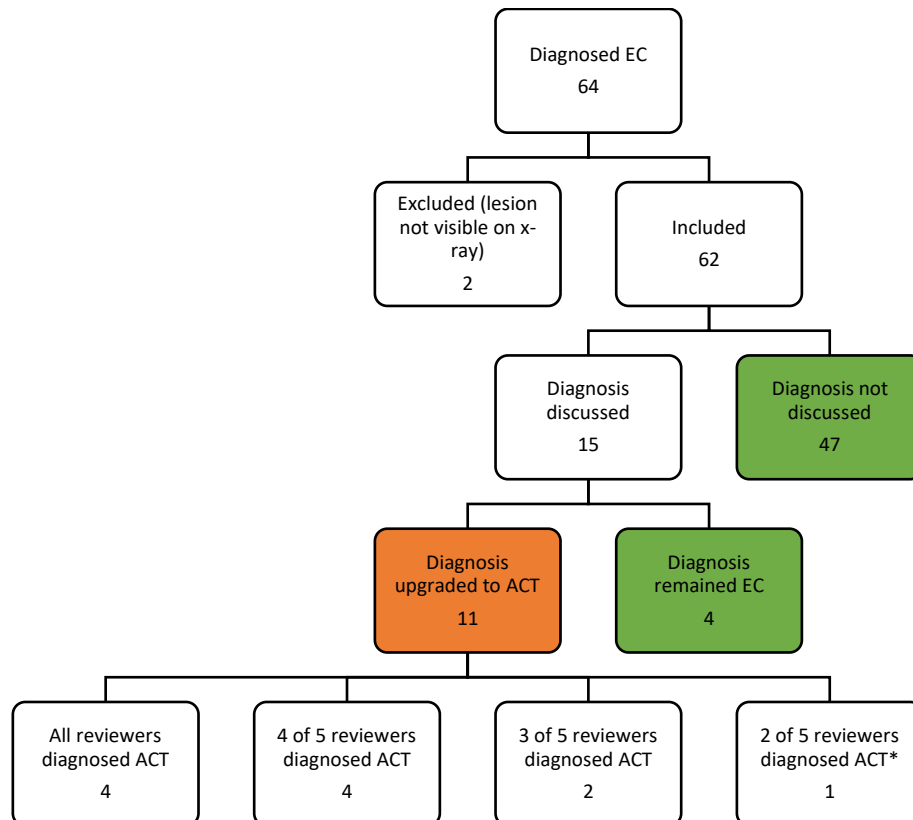 Diagnosed EC
64
Excluded (lesion
not visible on x-
ray)
2
Included
62
Diagnosis
discussed
15
Diagnosis not
discussed
47
Diagnosis
upgraded to ACT
11
Diagnosis
remained EC
4
All reviewers
diagnosed ACT
4
4 of 5 reviewers
diagnosed ACT
4
3 of 5 reviewers
diagnosed ACT
2
2 of 5 reviewers
diagnosed ACT*
1